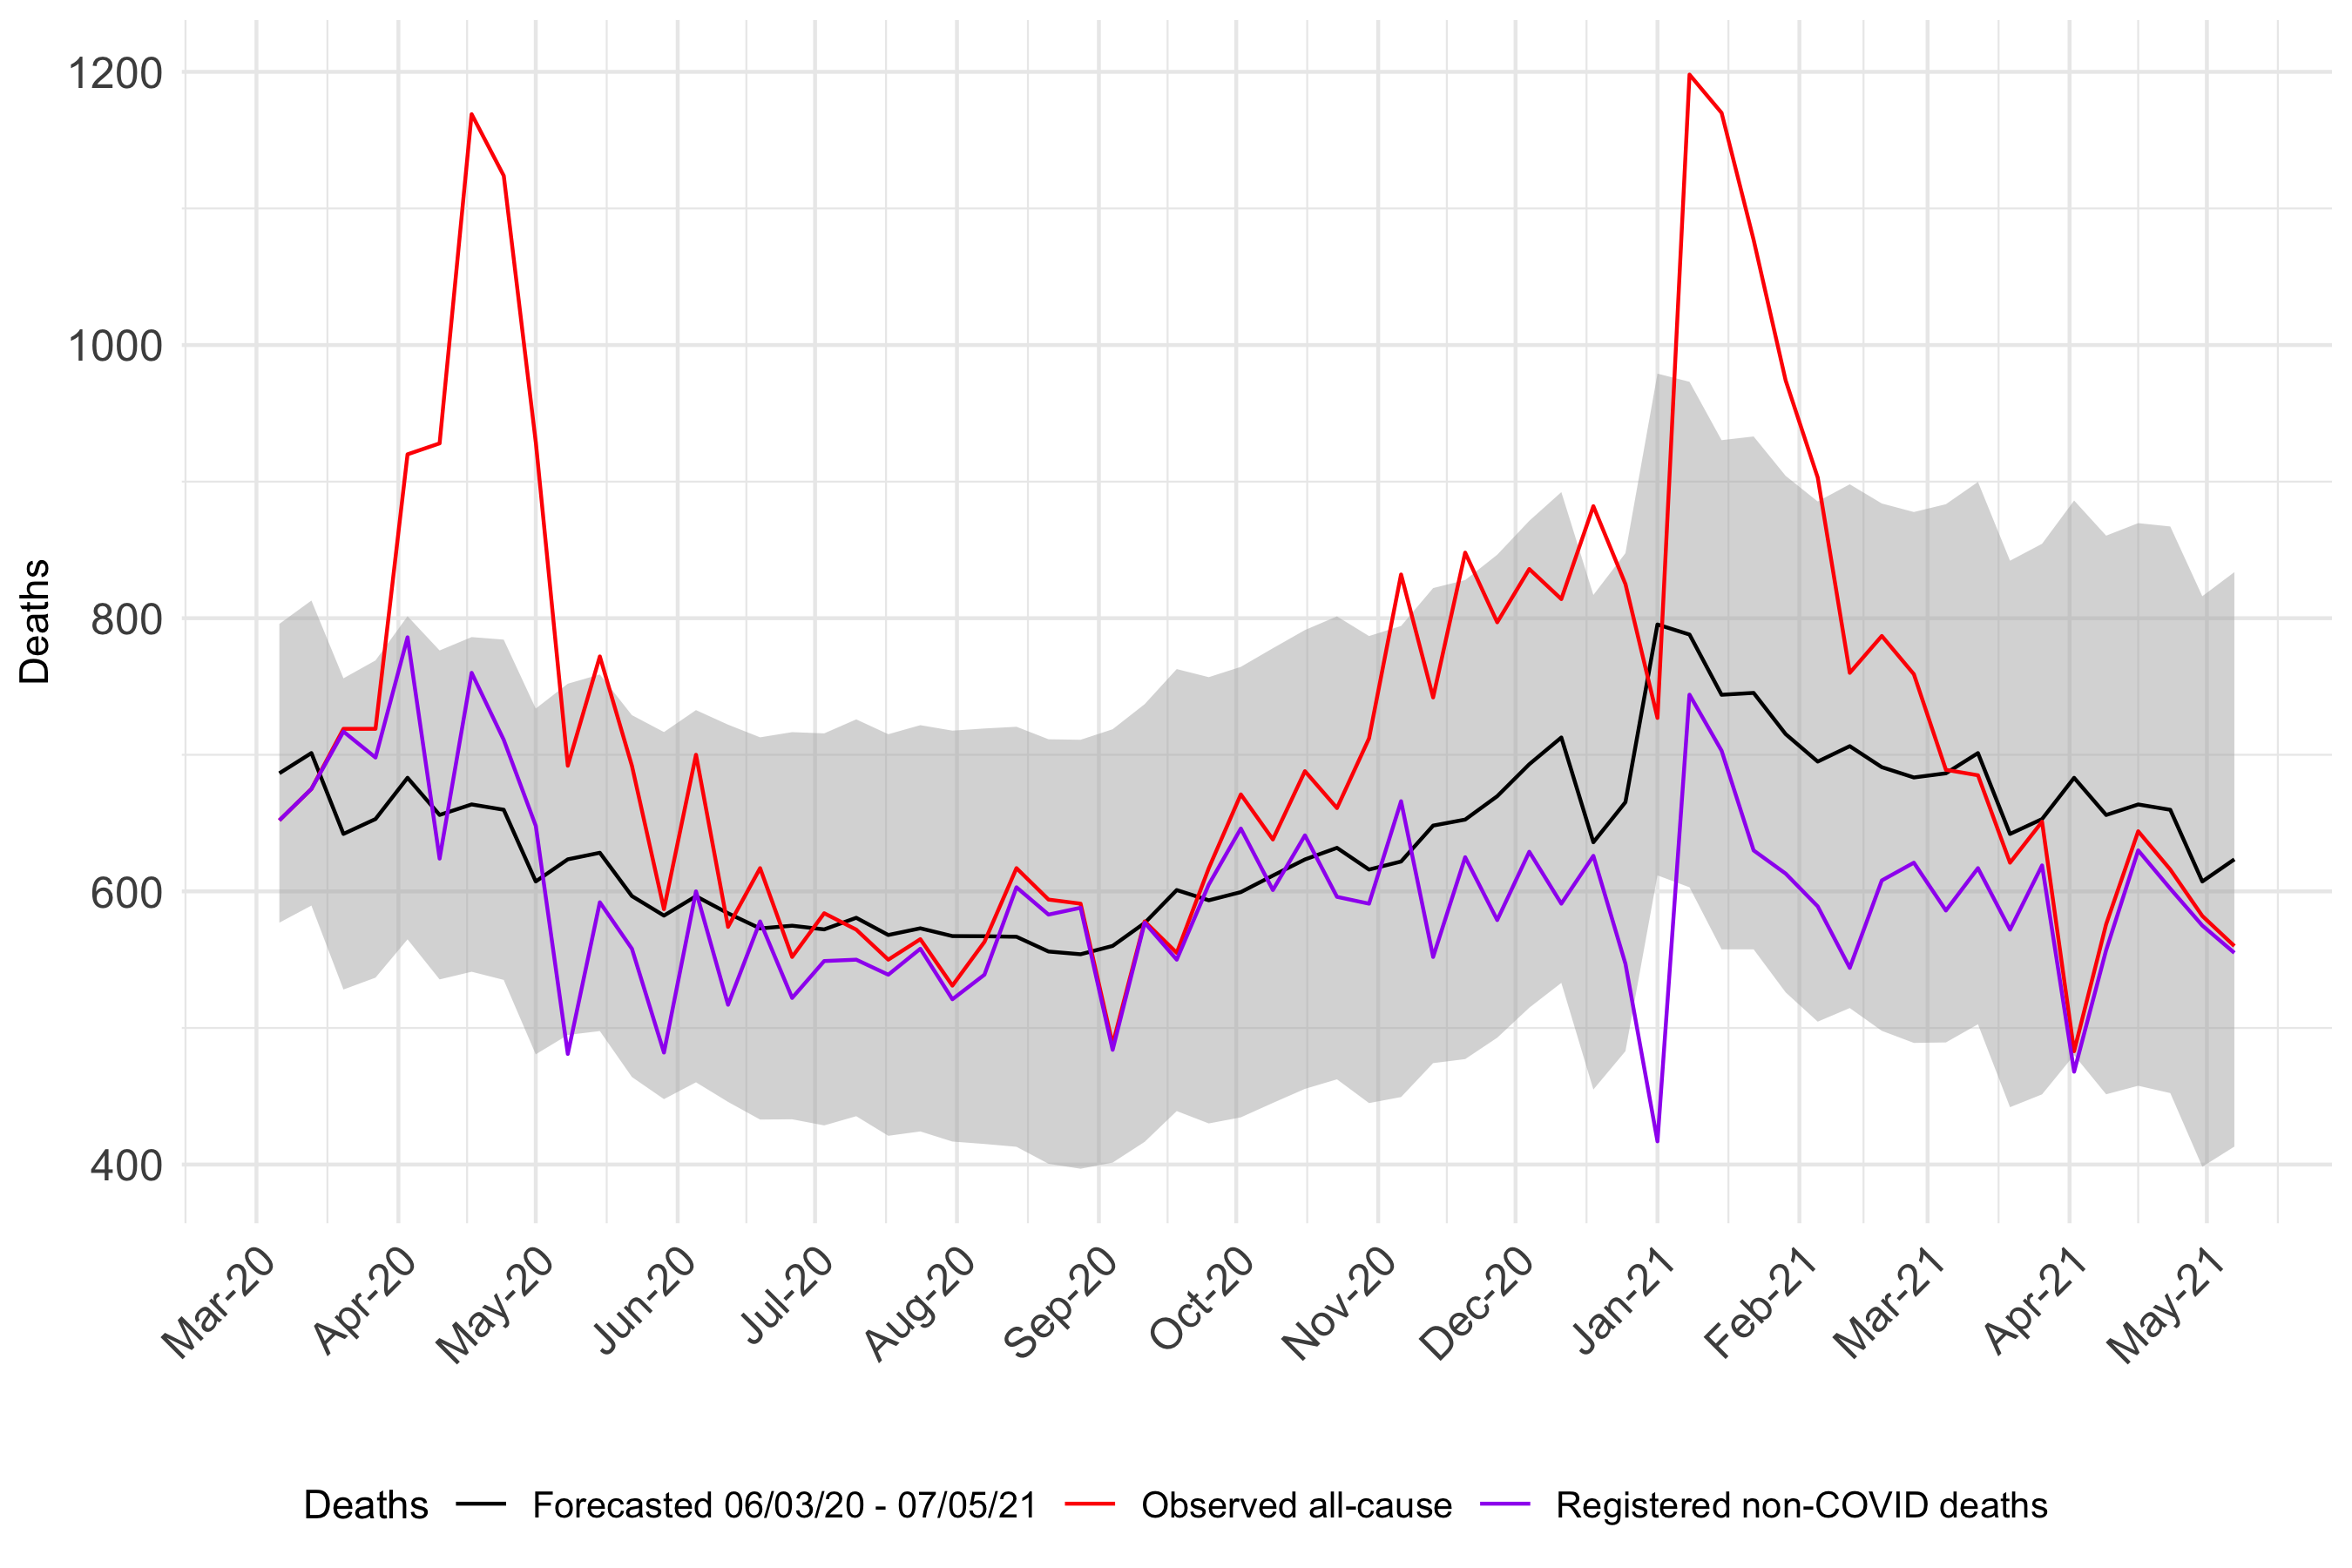 1200
1000
800
600
400
Deaths
Mar-20
Apr-20
May-20
Jun-20
Jul-20
Aug-20
Sep-20
Oct-20
Nov-20
Dec-20
Jan-21
Feb-21
Mar-21
Apr-21
May-21
Deaths Forecasted 06/03/20 - 07/05/21 Observed all-cause Registered non-COVID deaths